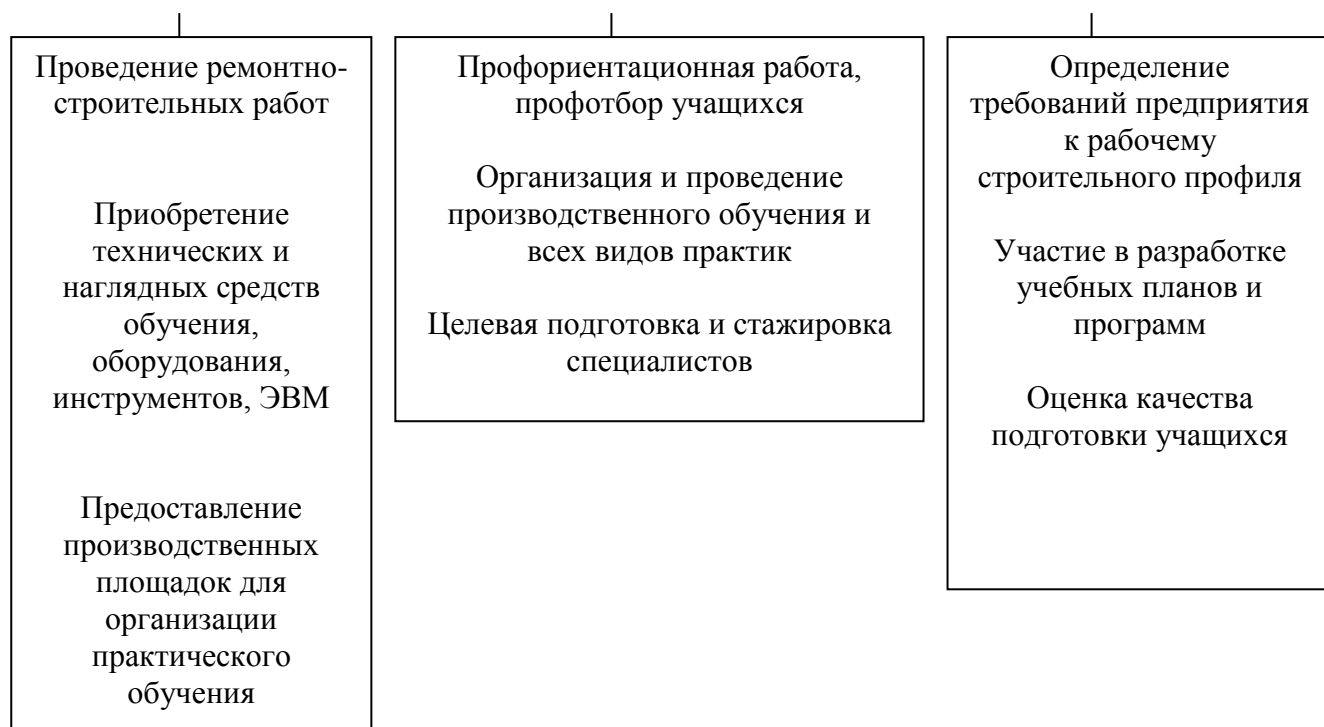 Проведение ремонтно-
строительных работ
Приобретение
технических и
наглядных средств
обучения,
оборудования,
инструментов, ЭВМ
Предоставление
производственных
площадок для
организации
практического
обучения
Профориентационная работа,
профотбор учащихся
Организация и проведение
производственного обучения и
всех видов практик
Целевая подготовка и стажировка
специалистов
Определение
требований предприятия
к рабочему
строительного профиля
Участие в разработке
учебных планов и
программ
Оценка качества
подготовки учащихся